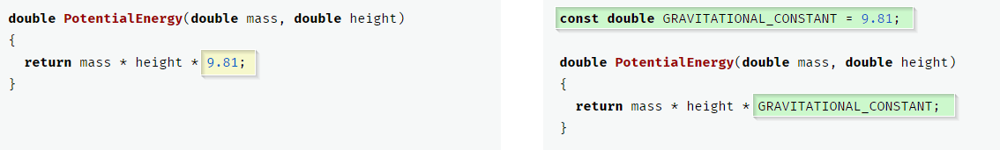 double PotentialEnergy(double mass, double height)
{
return mass * height * 9.81;
}
const double GRAVITATIONAL_CONSTANT = 9.81;
double PotentialEnergy(double mass, double height)
{
return mass * height * GRAVITATIONAL_CONSTANT;
}